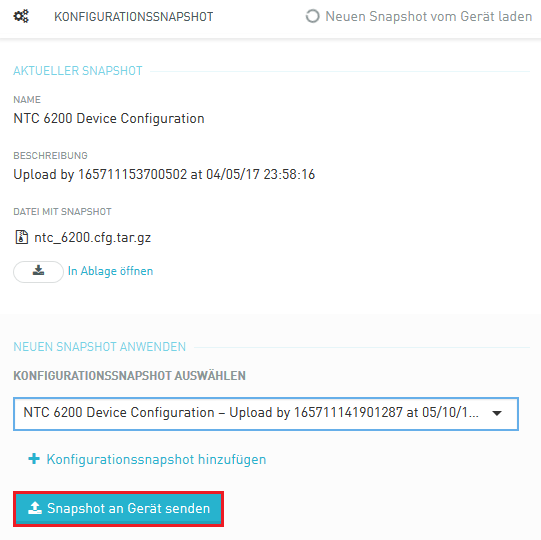 KONFIGURATIONSSNAPSHOT
Neuen Snapshot vom Gerät laden
AKTUELLER SNAPSHOT
NAME
NTC 6200 Device Configuration
BESCHREIBUNG
Upload by 165711153700502 at 04/05/17 23:58:16
DATEI MIT SNAPSHOT
ntc_6200.cfg.tar.gz
In Ablage öffnen
NEUEN SNAPSHOT ANWENDEN
KONFIGURATIONSSNAPSHOT AUSWÄHLEN
NTC 6200 Device Configuration – Upload by 165711141901287 at 05/10/1...
Konfigurationssnapshot hinzufügen
Snapshot an Gerät senden